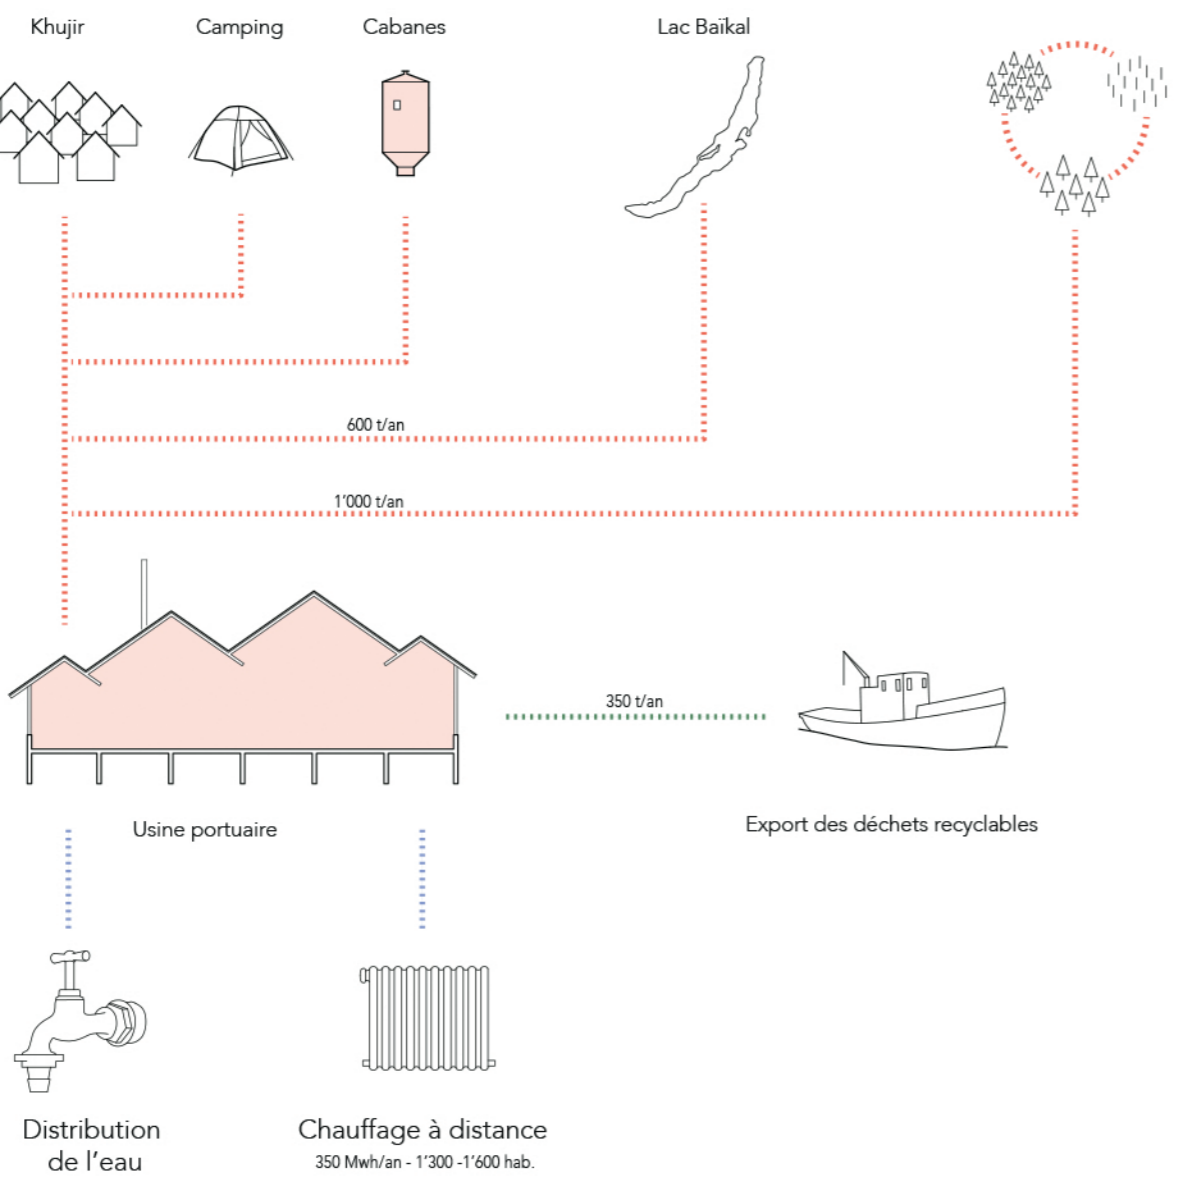 Khujir
Camping
Cabanes
Lac Baïkal
600 t/an
1’000 t/an
350 t/an
Usine portuaire
Export des déchets recyclables
Distribution
de l’eau
Chauffage à distance
350 Mwh/an - 1’300 -1’600 hab.